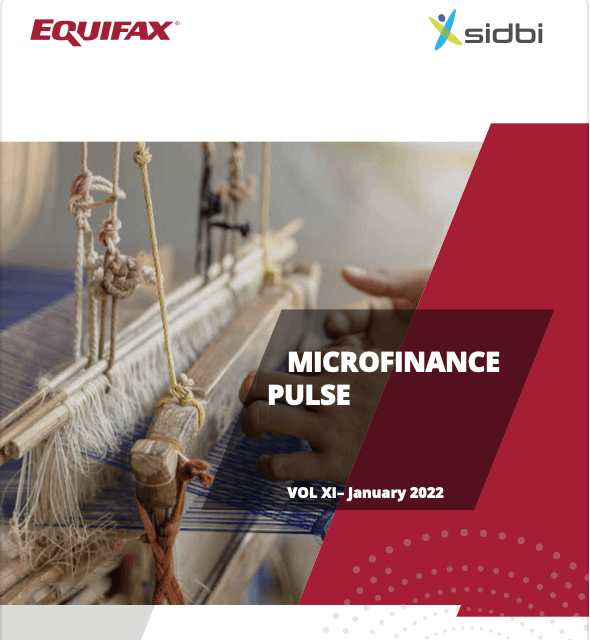 EQUIFAX®
sidbi
MICROFINANCE
PULSE
VOL XI– January 2022